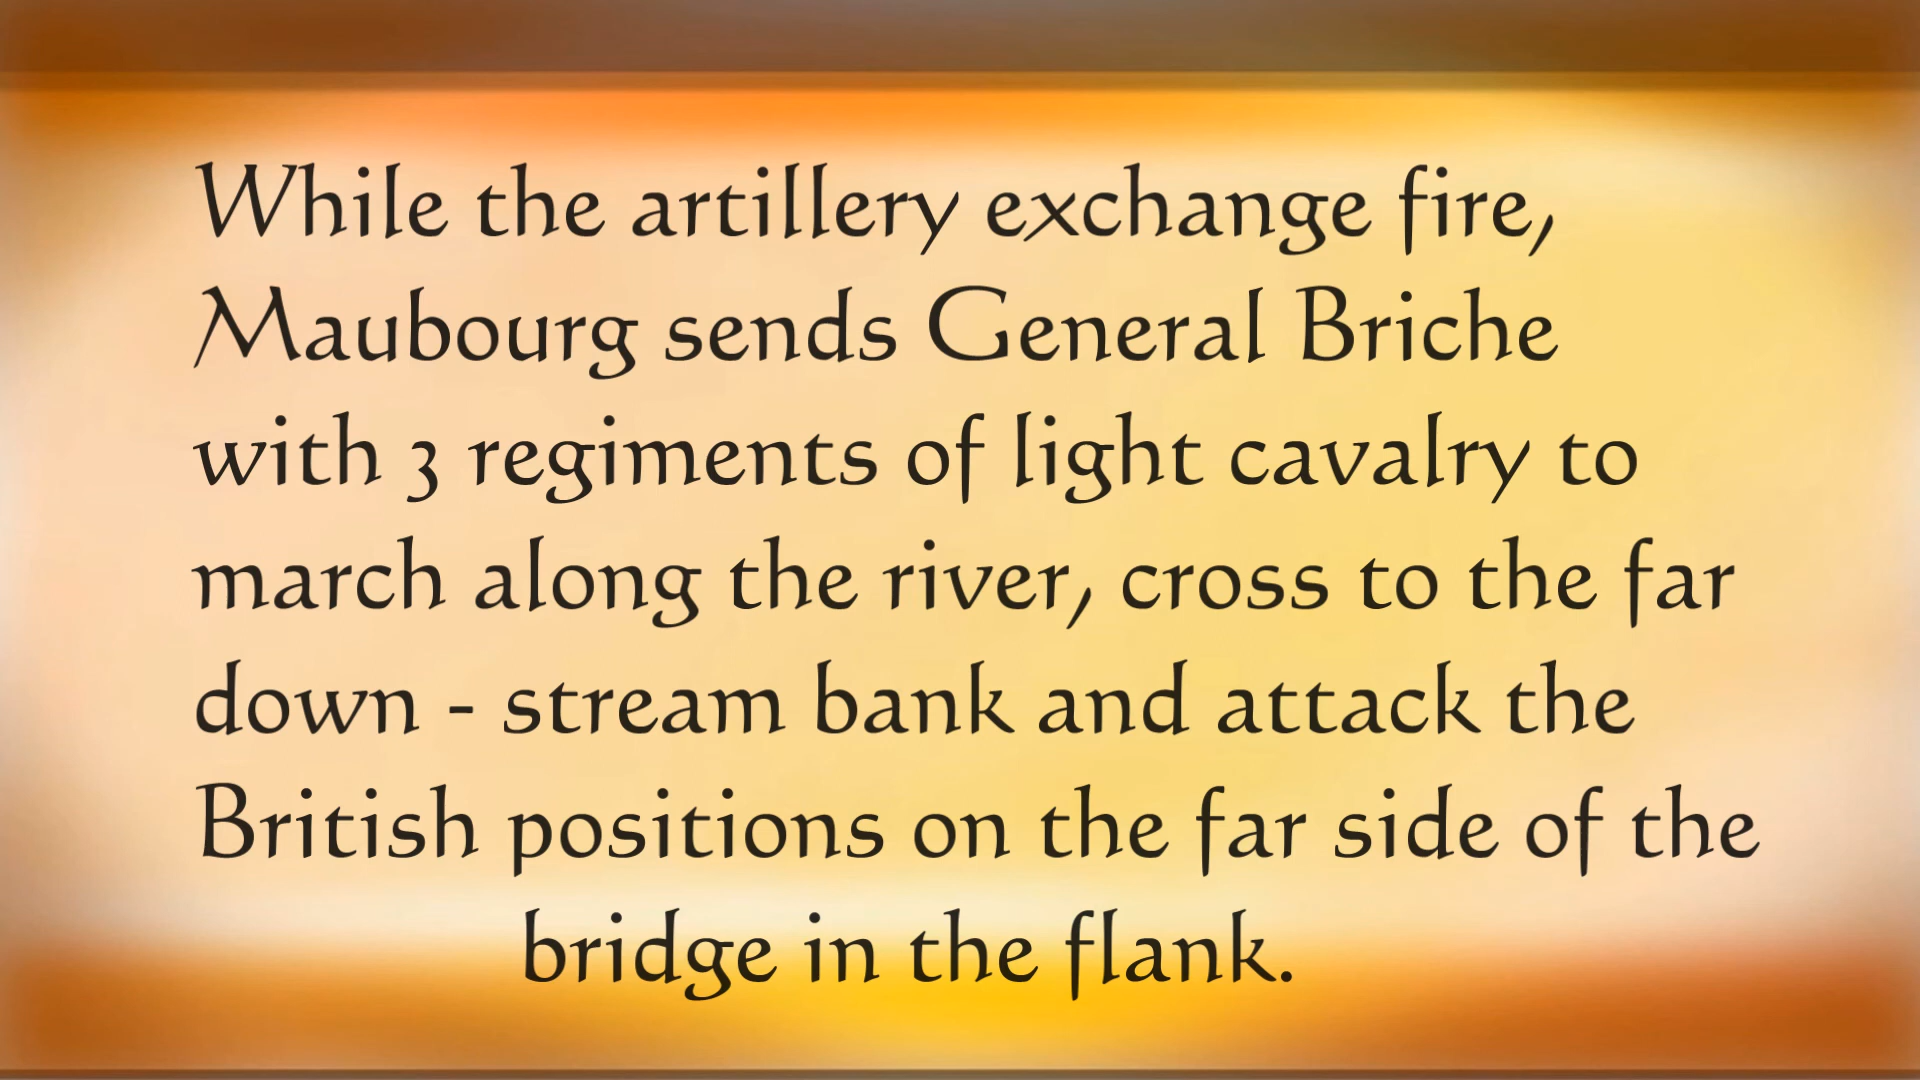 While the artillery exchange fire,
Maubourg sends General Briche
with 3 regiments of light cavalry to
march along the river, cross to the far
down - stream bank and attack the
British positions on the far side of the
bridge in the flank.